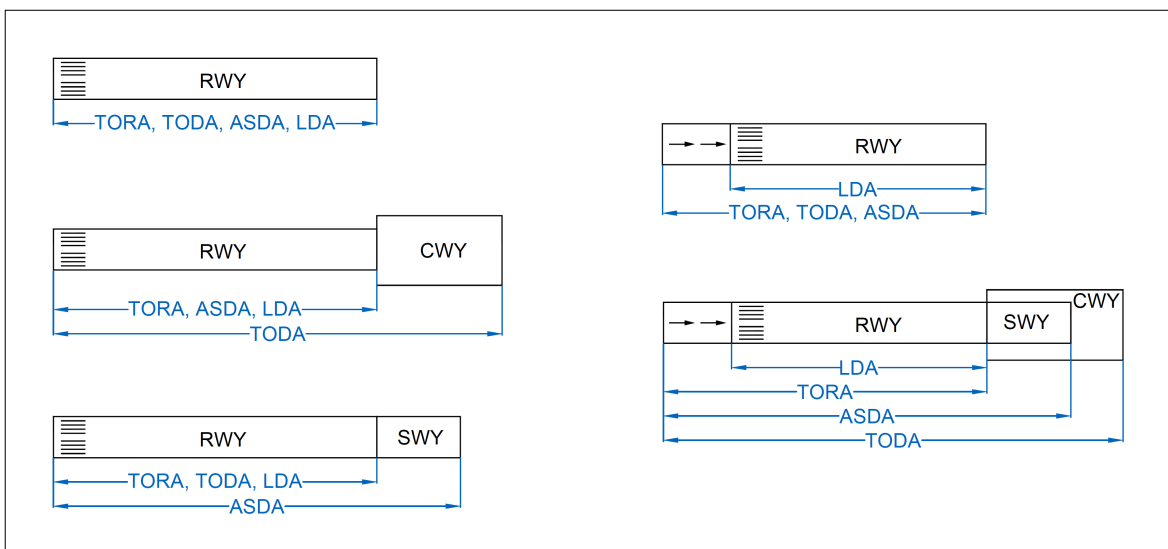 RWY
TORA, TODA, ASDA, LDA
RWY
CWY
TORA, ASDA, LDA
TODA
RWY
SWY
TORA, TODA, LDA
ASDA
RWY
LDA
TORA, TODA, ASDA
RWY
SWY
CWY
LDA
TORA
ASDA
TODA